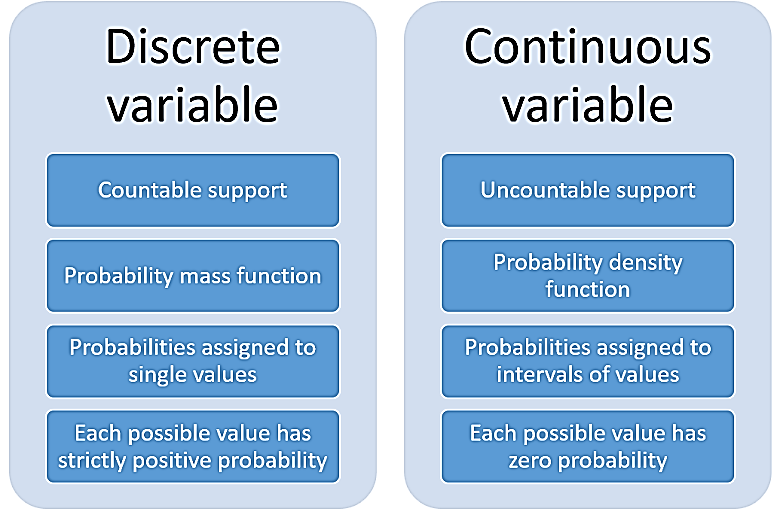 Discrete
variable
Countable support
Probability mass function
Probabilities assigned to
single values
Each possible value has
strictly positive probability
Continuous
variable
Uncountable support
Probability density
function
Probabilities assigned to
intervals of values
Each possible value has
zero probability